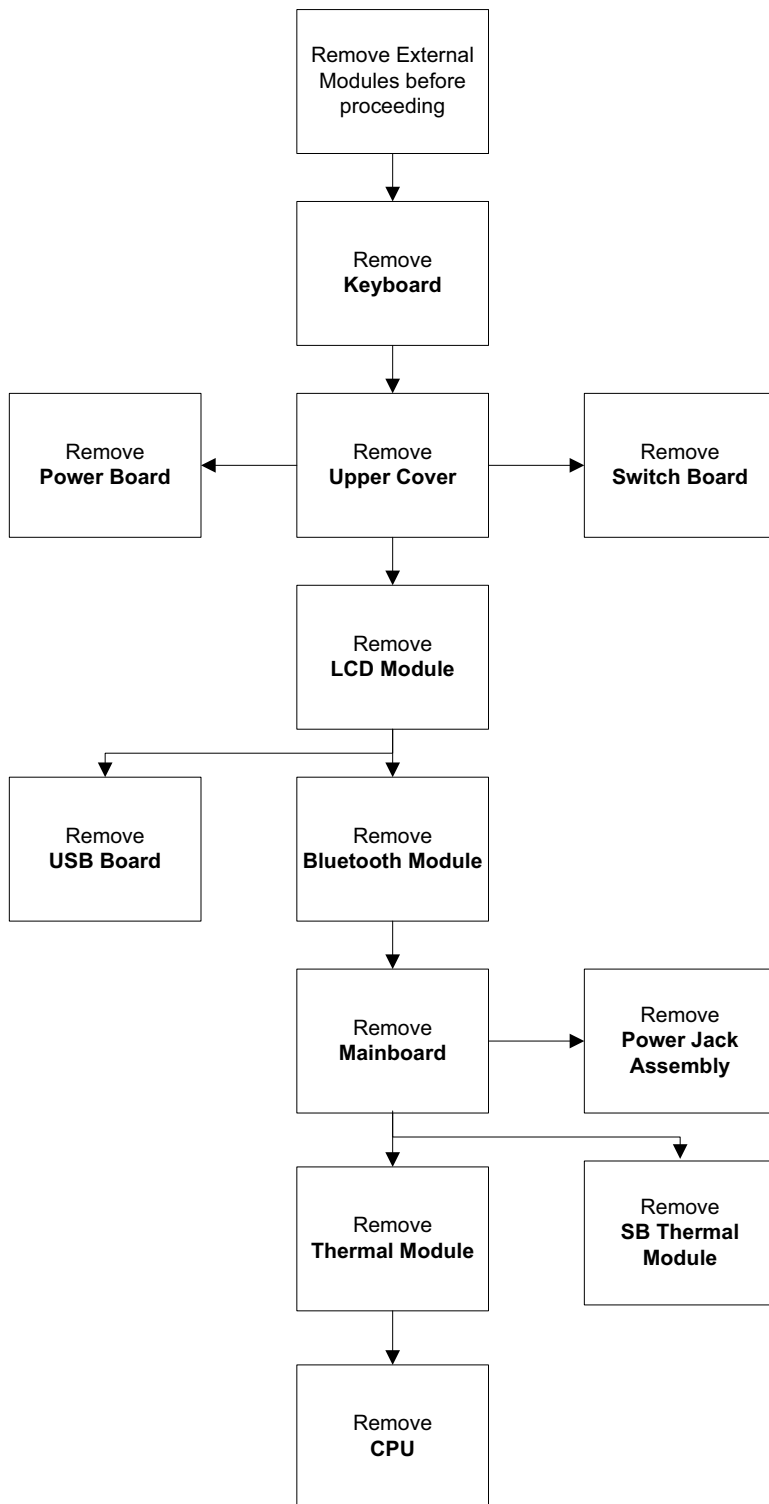 Remove External
Modules before
proceeding
Remove
Keyboard
Remove
Power Board
Remove
Upper Cover
Remove
Switch Board
Remove
LCD Module
Remove
USB Board
Remove
Bluetooth Module
Remove
Mainboard
Remove
Power Jack
Assembly
Remove
Thermal Module
Remove
SB Thermal
Module
Remove
CPU